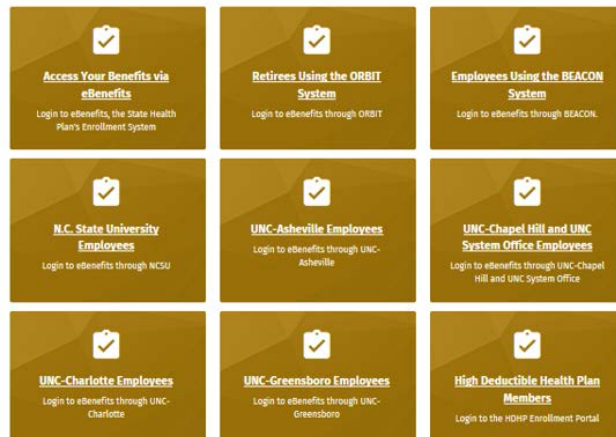 Access Your Benefits via
eBenefits
Login to eBenefits, the State Health
Plan's Enrollment System
Retirees Using the ORBIT
System
Login to eBenefits through ORBIT
Employees Using the BEACON
System
Login to eBenefits through BEACON.
N.C. State University
Employees
Login to eBenefits through NCSU
UNC-Asheville Employees
Login to eBenefits through UNC-
Asheville
UNC-Chapel Hill and UNC
System Office Employees
Login to eBenefits through UNC-Chapel
Hill and UNC System Office
UNC-Charlotte Employees
Login to eBenefits through UNC-
Charlotte
UNC-Greensboro Employees
Login to eBenefits through UNC-
Greensboro
High Deductible Health Plan
Members
Login to the HDHP Enrollment Portal